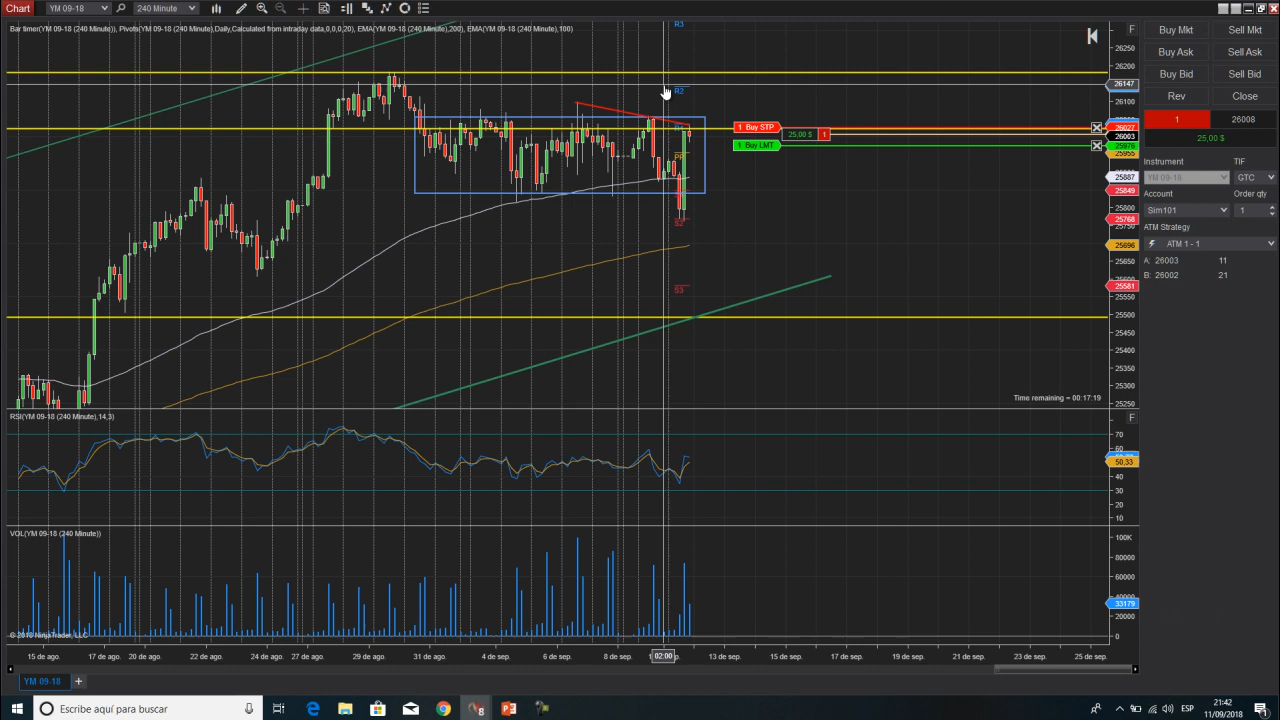 Chart YM 09-18 240 Minute
Bar timer(YM 09-18 (240 Minute)), Pivots(YM 09-18 (240 Minute),Daily,Calculated from intraday data,0,0,0,20), EMA(YM 09-18 (240 Minute),200), EMA(YM 09-18 (240 Minute),100)
R3
F
26250
26200
R2
26147
26100
R1
1 Buy STP
25,00 $ 1
26027
26003
1 Buy LMT
25976
PP
25955
25887
25849
25800
S2
25768
25750
25696
25650
25600
S3
25581
25550
25500
25450
25400
25350
25300
25250
Time remaining = 00:17:19
Buy Mkt Sell Mkt
Buy Ask Sell Ask
Buy Bid Sell Bid
Rev Close
1 26008
25,00 $
Instrument TIF
YM 09-18 GTC
Account Order qty
Sim101 1
ATM Strategy
ATM 1 - 1
A: 26003 11
B: 26002 21
RSI(YM 09-18 (240 Minute),14,3)
F
70
50,33
40
30
20
10
VOL(YM 09-18 (240 Minute))
100K
80000
60000
40000
33179
20000
0
© 2018 NinjaTrader, LLC
15 de ago. 17 de ago. 20 de ago. 22 de ago. 24 de ago. 27 de ago. 29 de ago. 31 de ago. 4 de sep. 6 de sep. 8 de sep. 02:00 13 de sep. 15 de sep. 17 de sep. 19 de sep. 21 de sep. 23 de sep. 25 de sep.
YM 09-18 +
Escribe aquí para buscar
ESP
21:42
11/09/2018